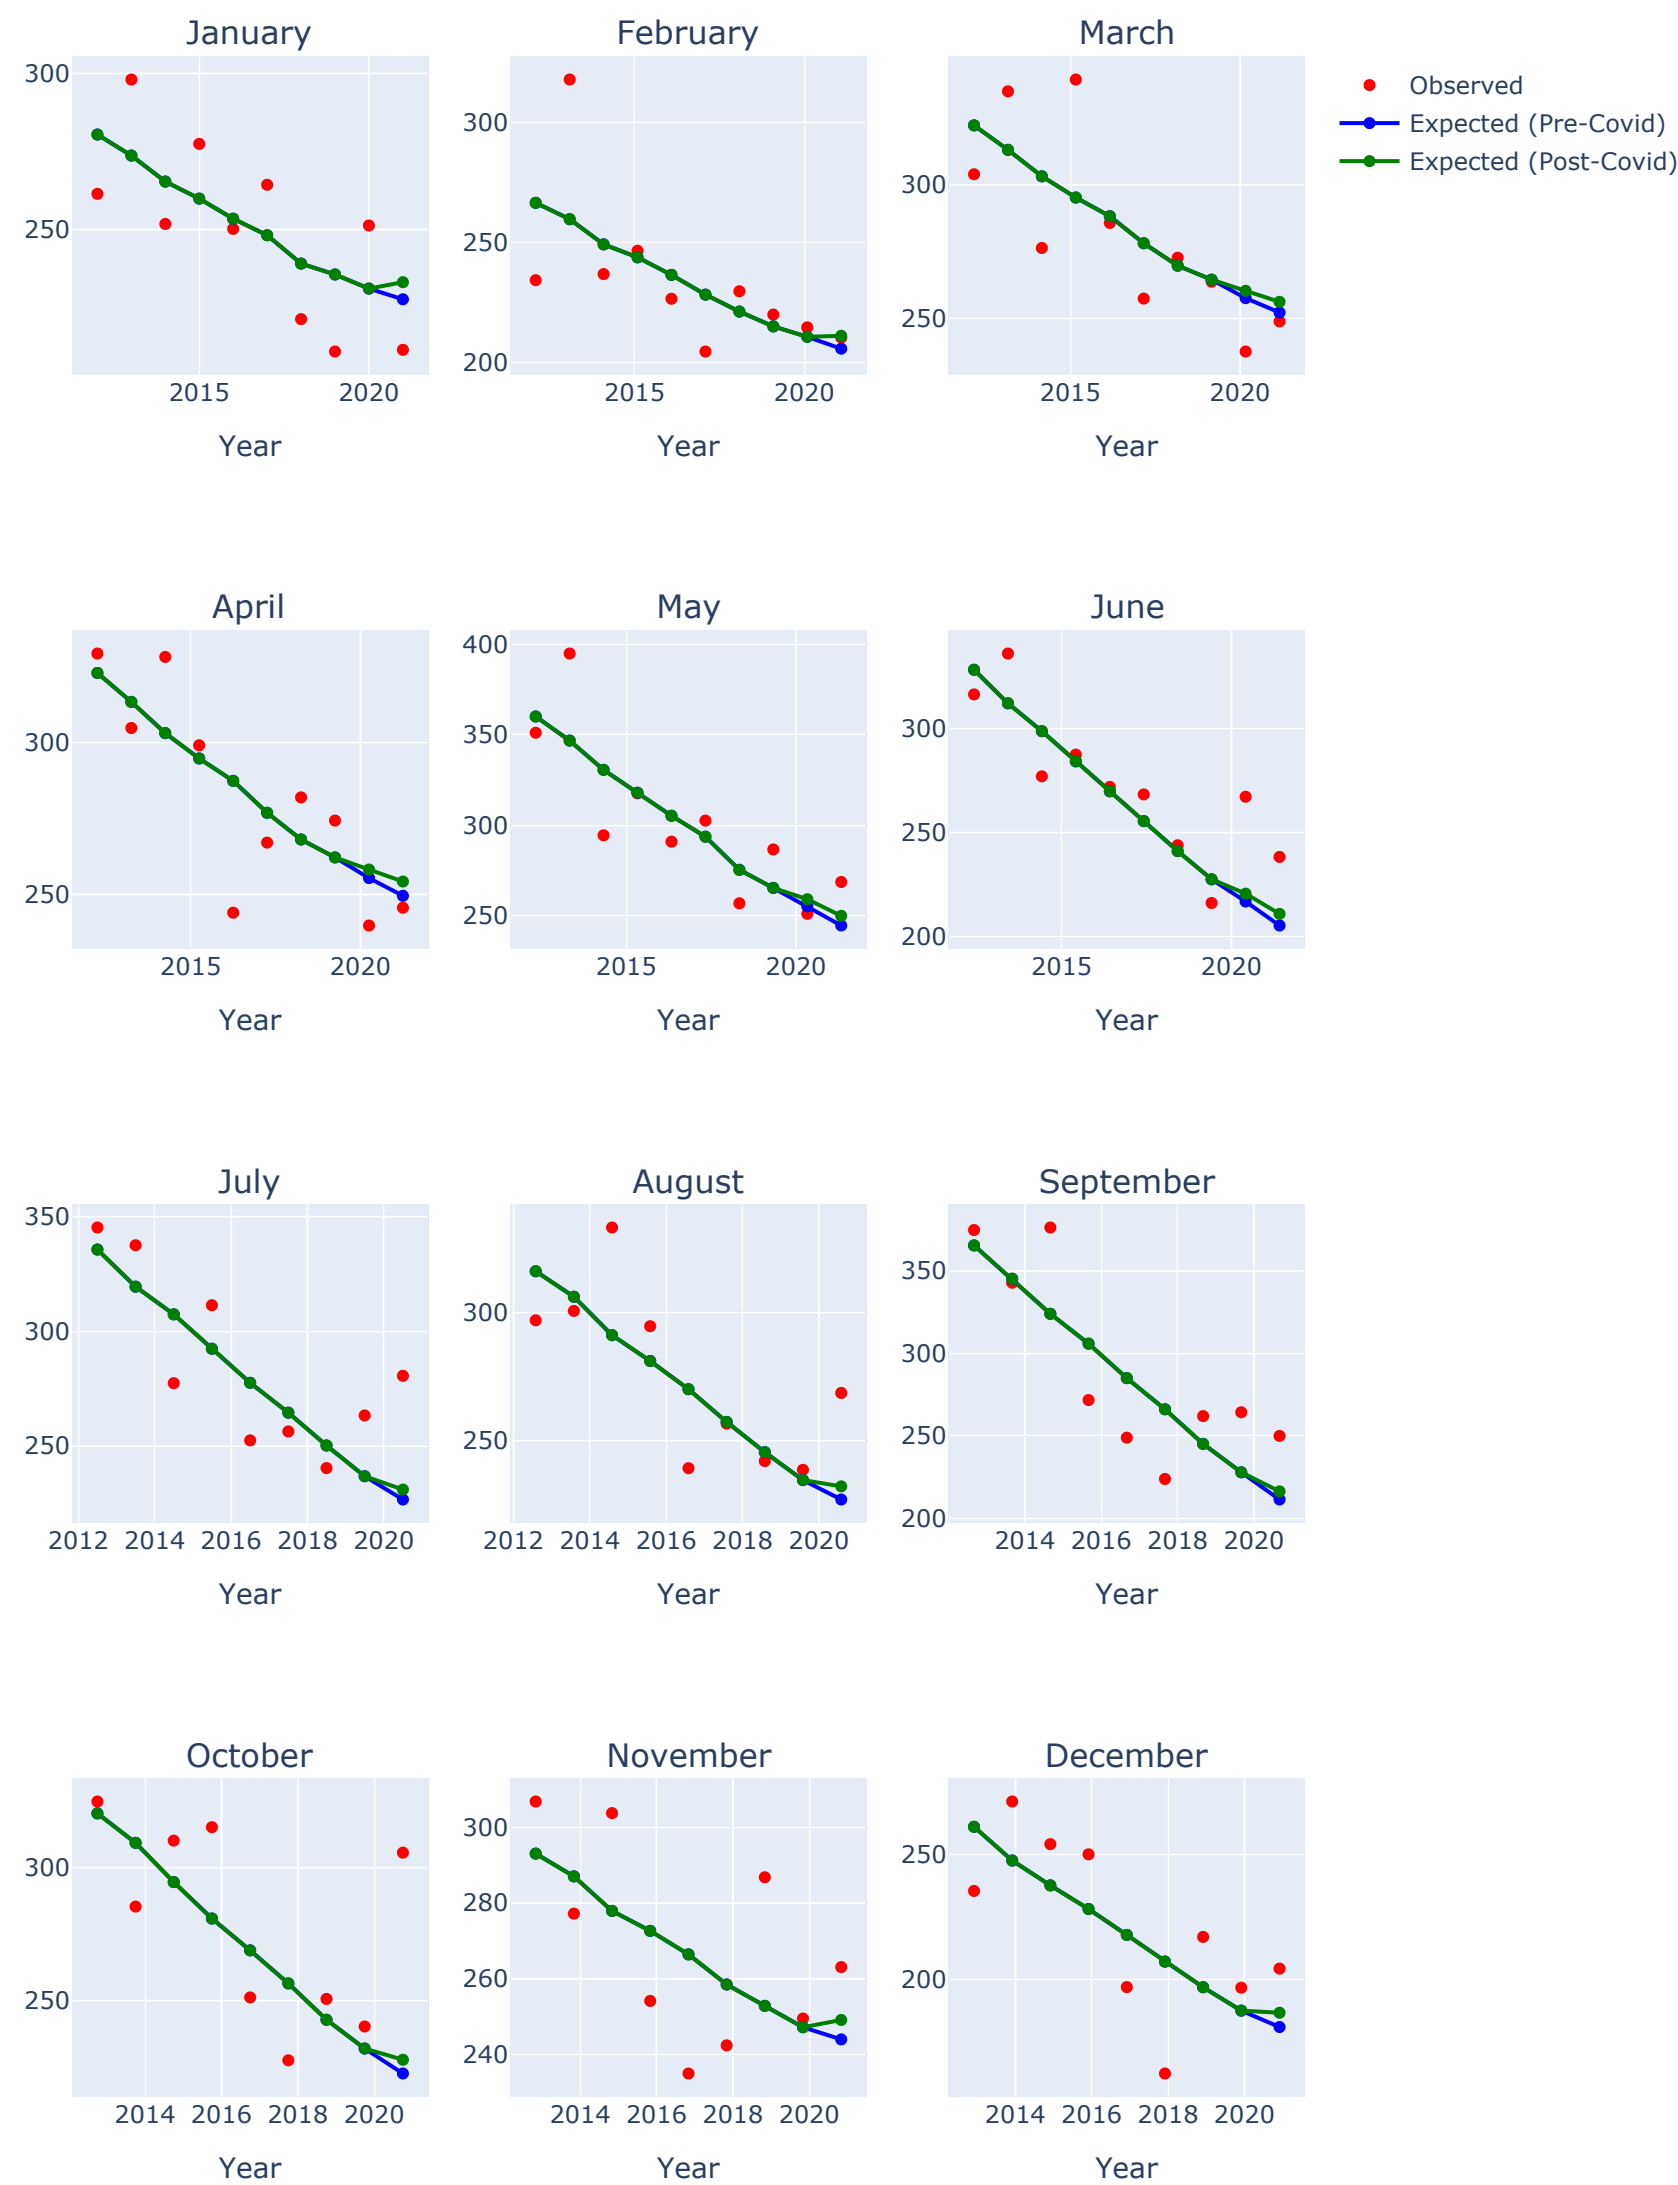 January February March
300
250
2015 2020
Year
300
250
200
2015 2020
Year
300
250
2015 2020
Year
Observed
Expected (Pre-Covid)
Expected (Post-Covid)
April May June
300
250
2015 2020
Year
400
350
300
250
2015 2020
Year
300
250
200
2015 2020
Year
July August September
350
300
250
2012 2014 2016 2018 2020
Year
300
250
2012 2014 2016 2018 2020
Year
350
300
250
200
2014 2016 2018 2020
Year
October November December
300
250
2014 2016 2018 2020
Year
300
280
260
240
2014 2016 2018 2020
Year
250
200
2014 2016 2018 2020
Year